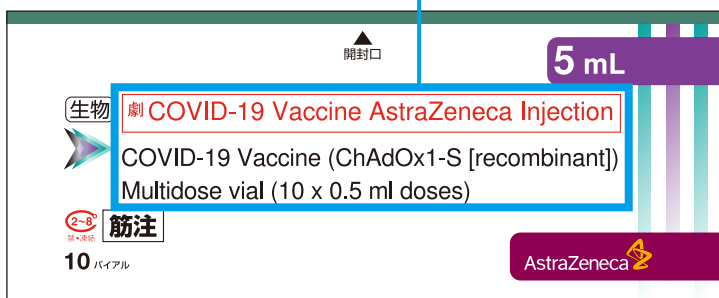 開封口
5 mL
生物
劇 COVID-19 Vaccine AstraZeneca Injection
COVID-19 Vaccine (ChAdOx1-S [recombinant])
Multidose vial (10 x 0.5 ml doses)
2~8°
禁・凍結
筋注
10 バイアル
AstraZeneca